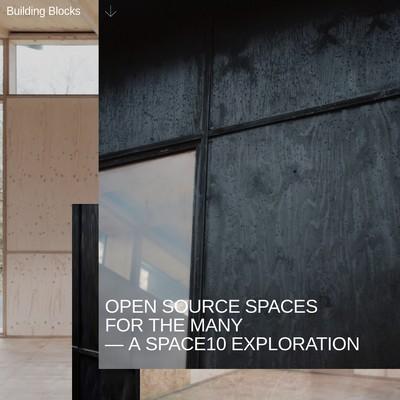 Building Blocks
OPEN SOURCE SPACES
FOR THE MANY
— A SPACE10 EXPLORATION